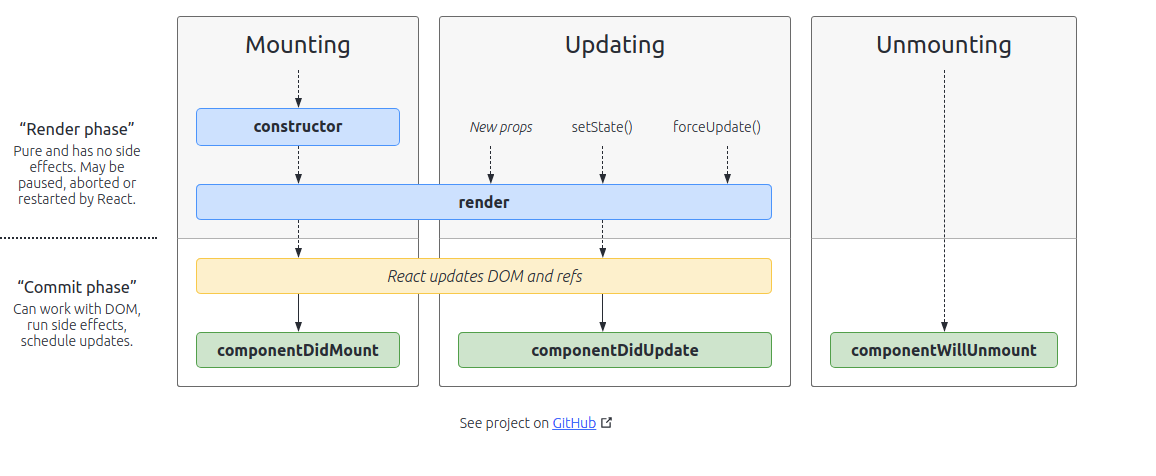 Mounting
Updating
Unmounting
“Render phase”
Pure and has no side
effects. May be
paused, aborted or
restarted by React.
constructor
New props
setState()
forceUpdate()
render
“Commit phase”
Can work with DOM,
run side effects,
schedule updates.
React updates DOM and refs
componentDidMount
componentDidUpdate
componentWillUnmount
See project on GitHub